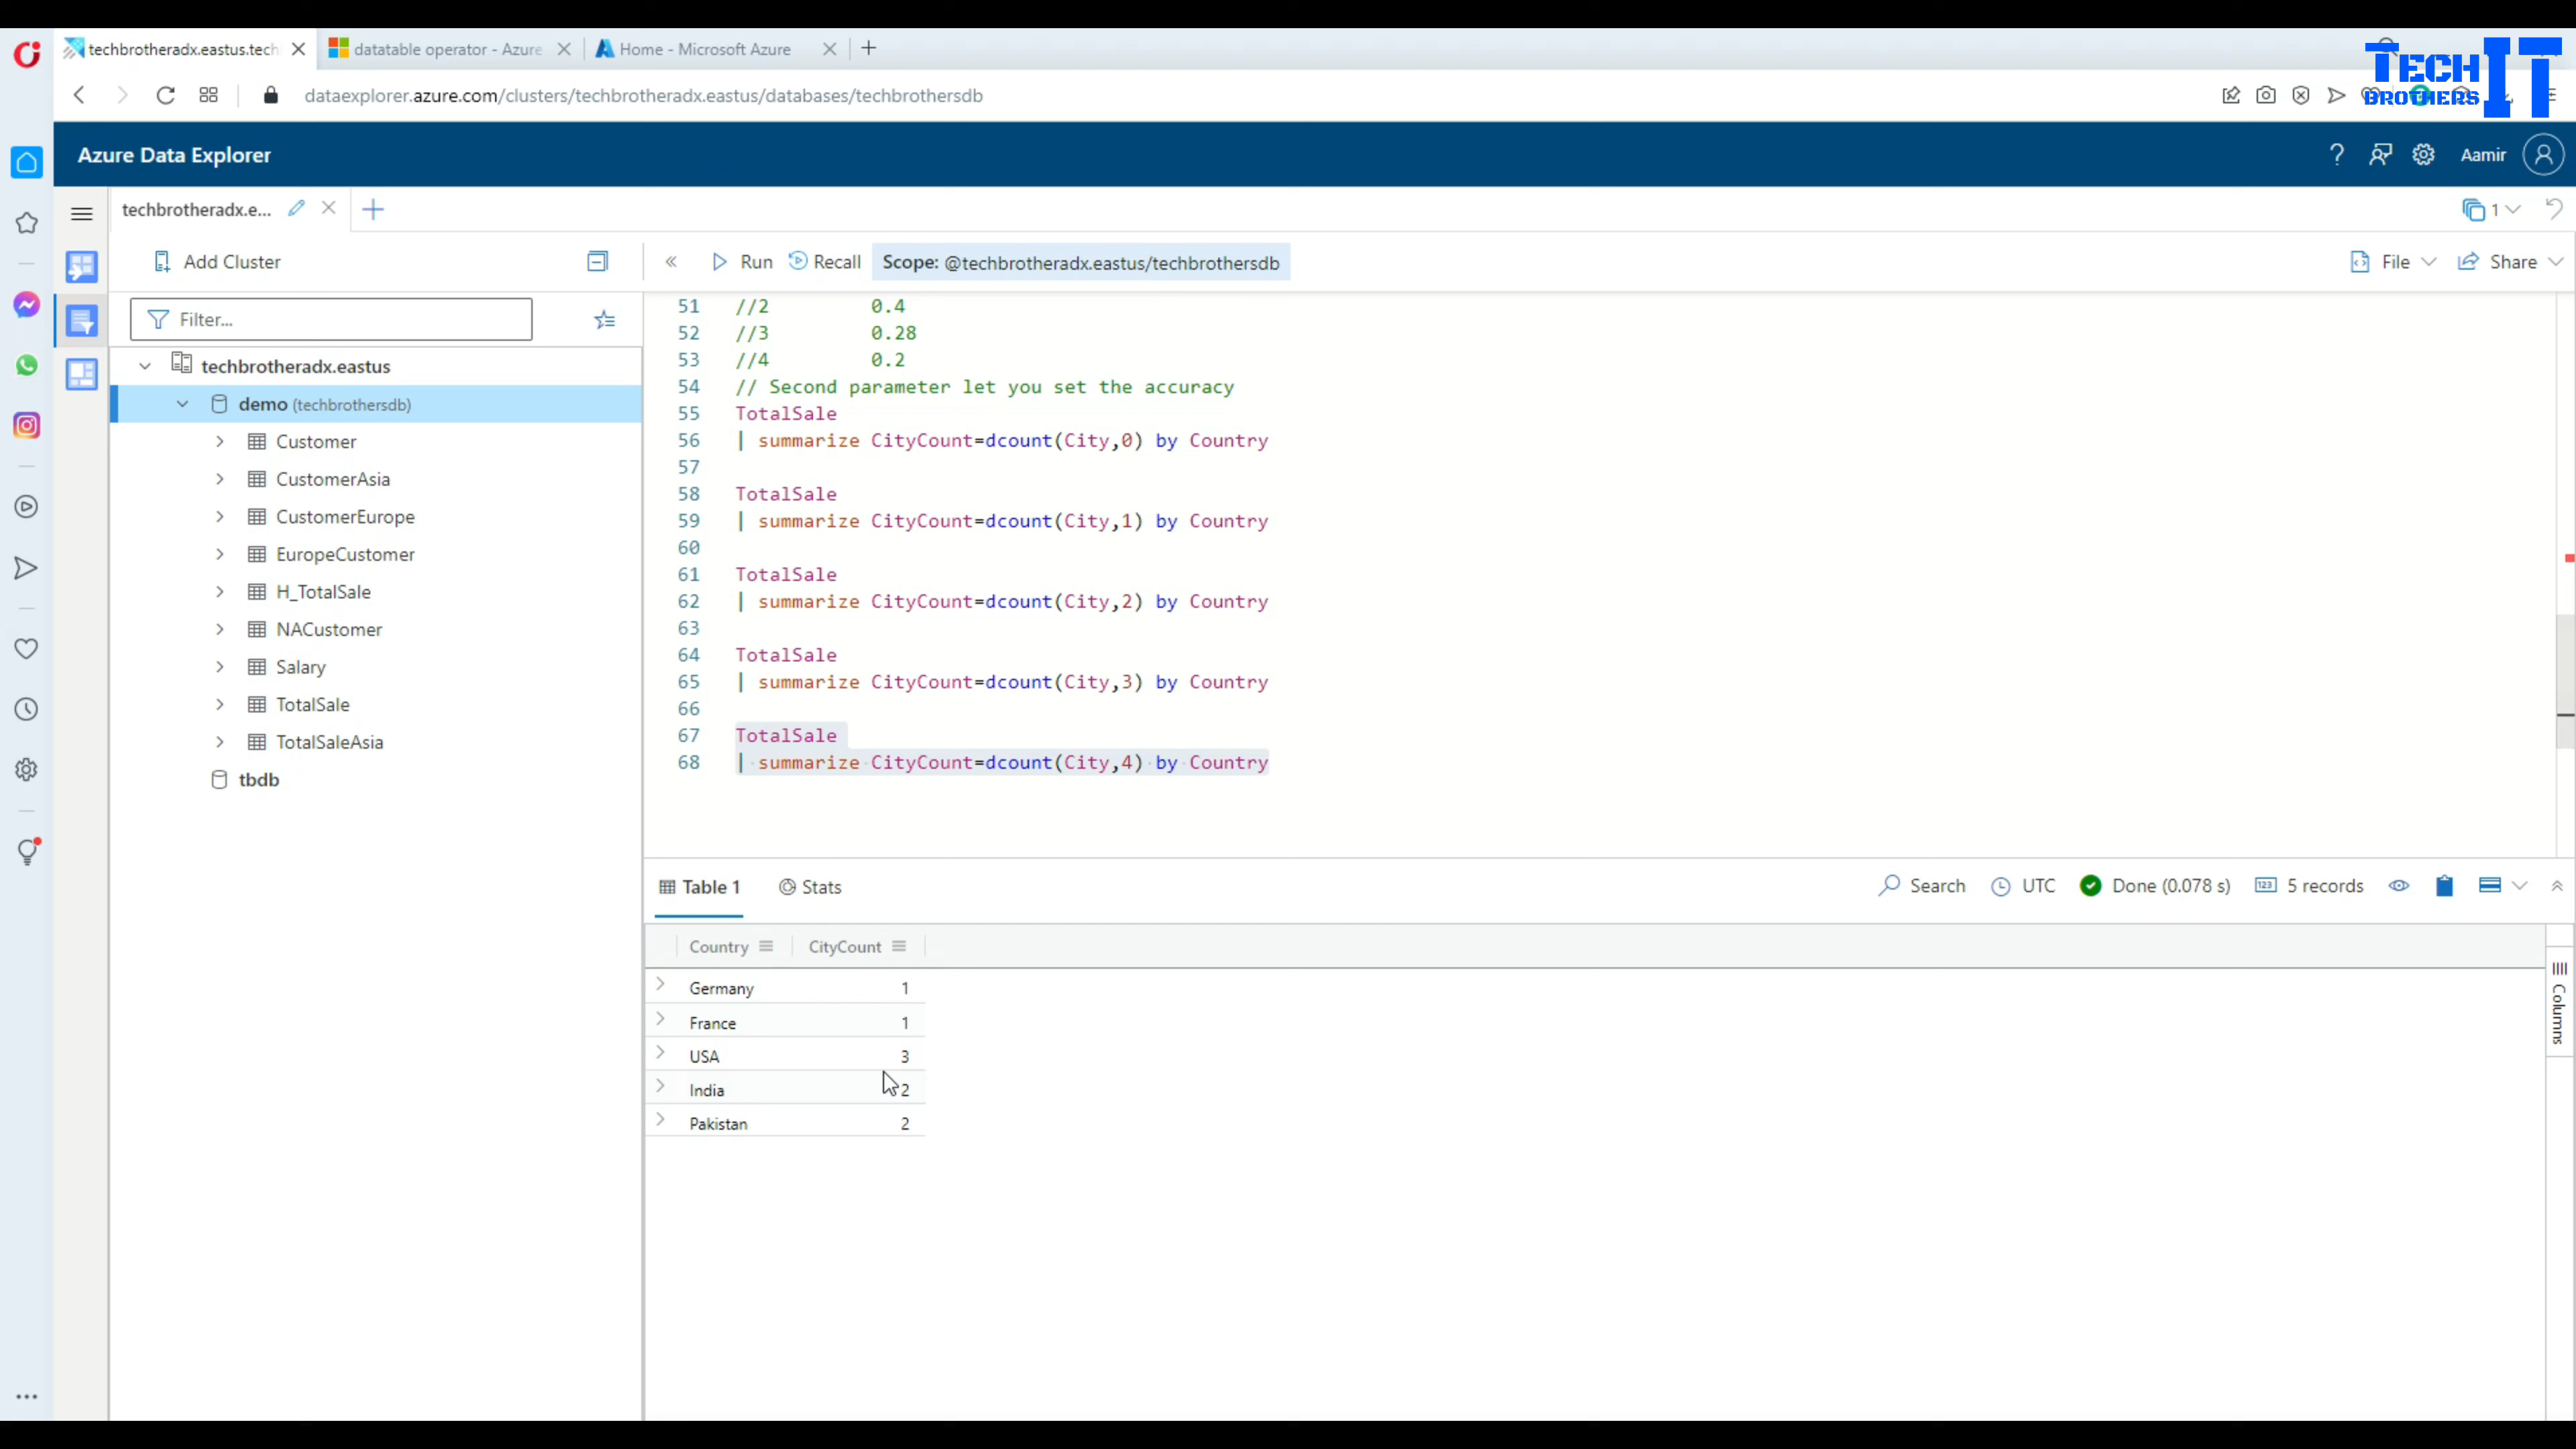 techbrotheradx.eastus.tech
datatable operator - Azure
Home - Microsoft Azure
TECH IT
BROTHERS
dataexplorer.azure.com/clusters/techbrotheradx.eastus/databases/techbrothersdb
Azure Data Explorer
Aamir
techbrotheradx.e...
1
Add Cluster
Run
Recall
Scope: @techbrotheradx.eastus/techbrothersdb
File
Share
Filter...
techbrotheradx.eastus
demo (techbrothersdb)
Customer
CustomerAsia
CustomerEurope
EuropeCustomer
H_TotalSale
NACustomer
Salary
TotalSale
TotalSaleAsia
tbdb
51 //2 0.4
52 //3 0.28
53 //4 0.2
54 // Second parameter let you set the accuracy
55 TotalSale
56 | summarize CityCount=dcount(City,0) by Country
57
58 TotalSale
59 | summarize CityCount=dcount(City,1) by Country
60
61 TotalSale
62 | summarize CityCount=dcount(City,2) by Country
63
64 TotalSale
65 | summarize CityCount=dcount(City,3) by Country
66
67 TotalSale
68 | summarize CityCount=dcount(City,4) by Country
Table 1
Stats
Search
UTC
Done (0.078 s)
5 records
Country CityCount
Germany 1
France 1
USA 3
India 2
Pakistan 2
Columns